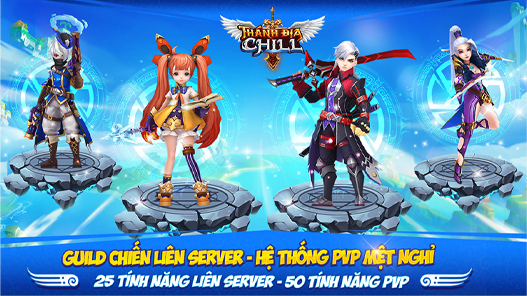 THÁNH ĐỊA
CHILL
GUILD CHIẾN LIÊN SERVER - HỆ THỐNG PVP MỆT NGHỈ
25 TÍNH NĂNG LIÊN SERVER - 50 TÍNH NĂNG PVP